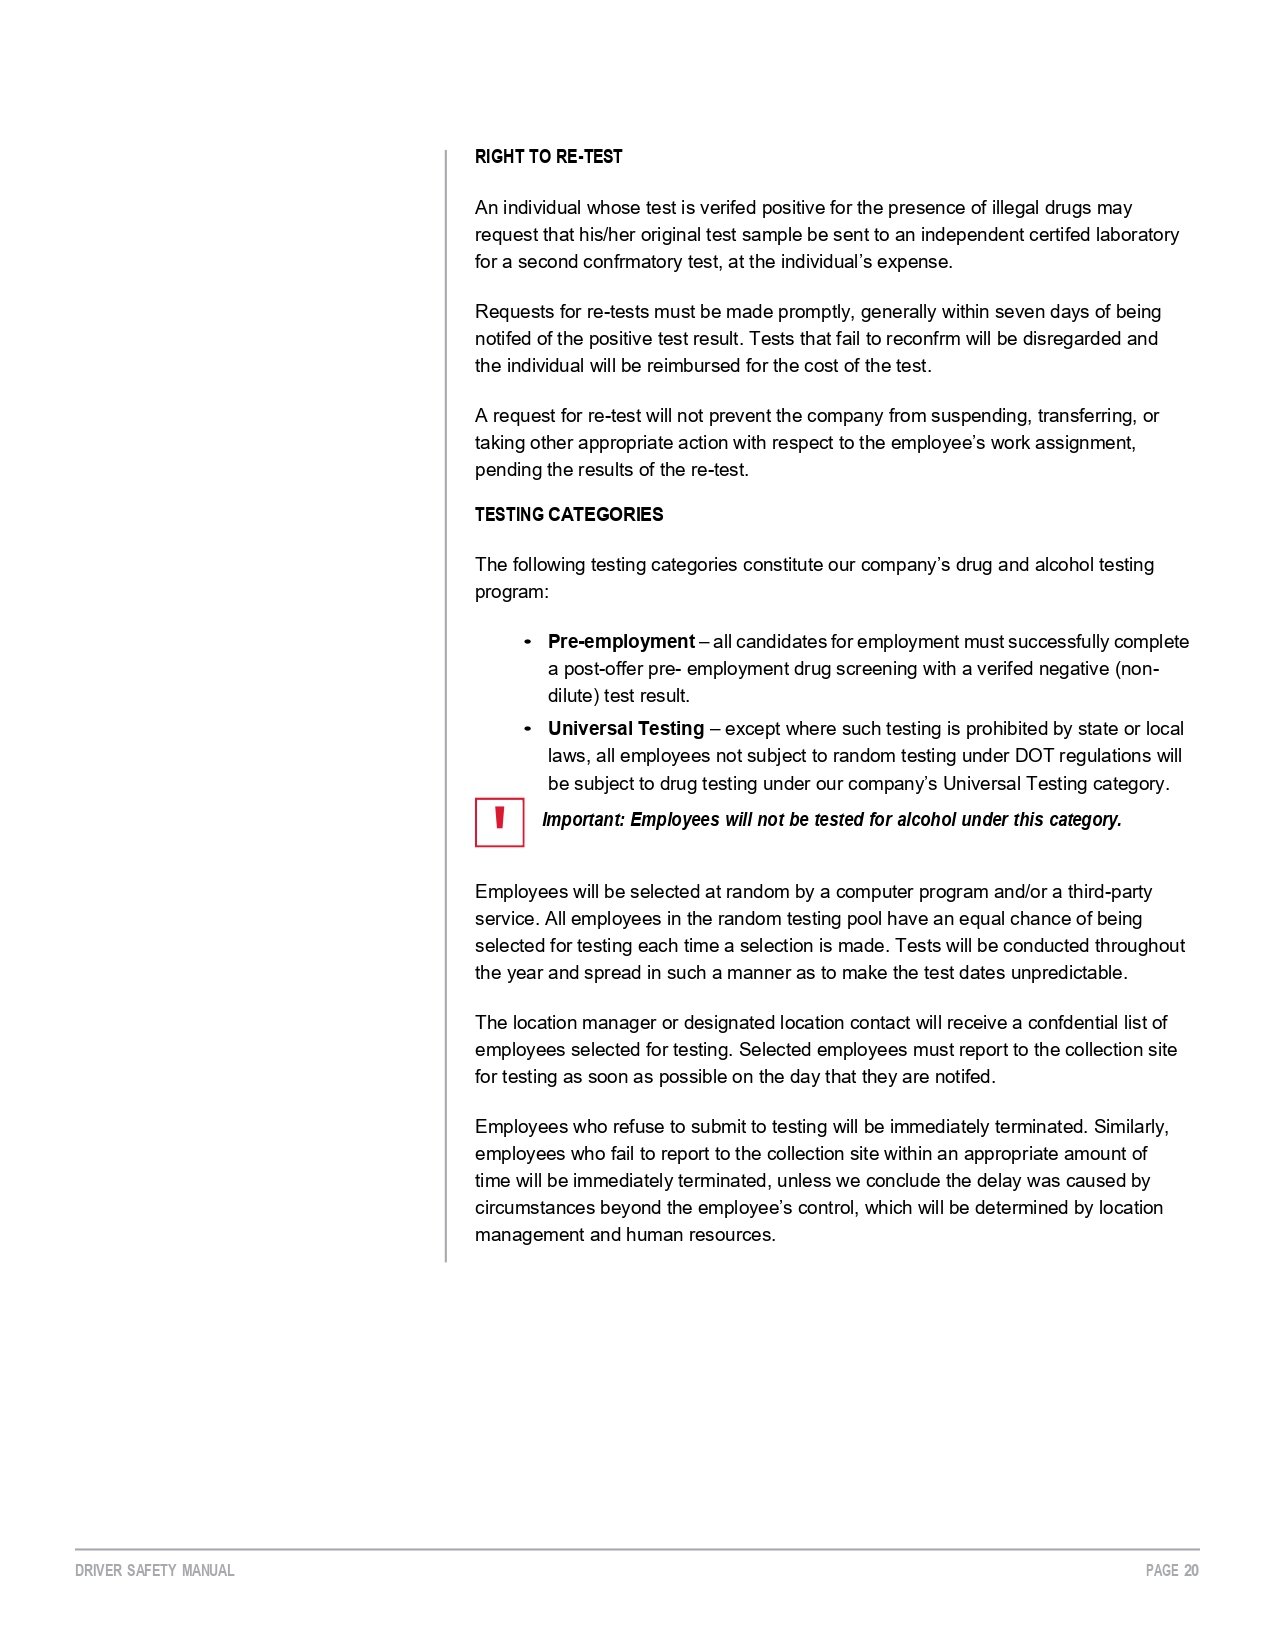 RIGHT TO RE-TEST
An individual whose test is verifed positive for the presence of illegal drugs may
request that his/her original test sample be sent to an independent certifed laboratory
for a second confrmatory test, at the individual’s expense.
Requests for re-tests must be made promptly, generally within seven days of being
notifed of the positive test result. Tests that fail to reconfrm will be disregarded and
the individual will be reimbursed for the cost of the test.
A request for re-test will not prevent the company from suspending, transferring, or
taking other appropriate action with respect to the employee’s work assignment,
pending the results of the re-test.
TESTING CATEGORIES
The following testing categories constitute our company’s drug and alcohol testing
program:
• Pre-employment – all candidates for employment must successfully complete
a post-offer pre- employment drug screening with a verifed negative (non-
dilute) test result.
• Universal Testing – except where such testing is prohibited by state or local
laws, all employees not subject to random testing under DOT regulations will
be subject to drug testing under our company’s Universal Testing category.
Important: Employees will not be tested for alcohol under this category.
Employees will be selected at random by a computer program and/or a third-party
service. All employees in the random testing pool have an equal chance of being
selected for testing each time a selection is made. Tests will be conducted throughout
the year and spread in such a manner as to make the test dates unpredictable.
The location manager or designated location contact will receive a confdential list of
employees selected for testing. Selected employees must report to the collection site
for testing as soon as possible on the day that they are notifed.
Employees who refuse to submit to testing will be immediately terminated. Similarly,
employees who fail to report to the collection site within an appropriate amount of
time will be immediately terminated, unless we conclude the delay was caused by
circumstances beyond the employee’s control, which will be determined by location
management and human resources.
DRIVER SAFETY MANUAL
PAGE 20